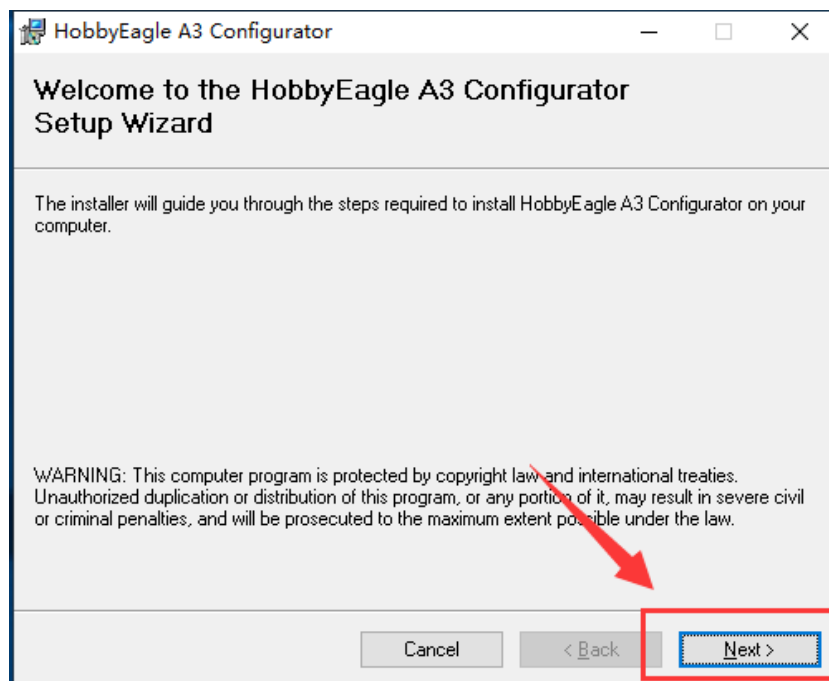 HobbyEagle A3 Configurator
Welcome to the HobbyEagle A3 Configurator
Setup Wizard
The installer will guide you through the steps required to install HobbyEagle A3 Configurator on your
computer.
WARNING: This computer program is protected by copyright law and international treaties.
Unauthorized duplication or distribution of this program, or any portion of it, may result in severe civil
or criminal penalties, and will be prosecuted to the maximum extent possible under the law.
Cancel < Back Next >